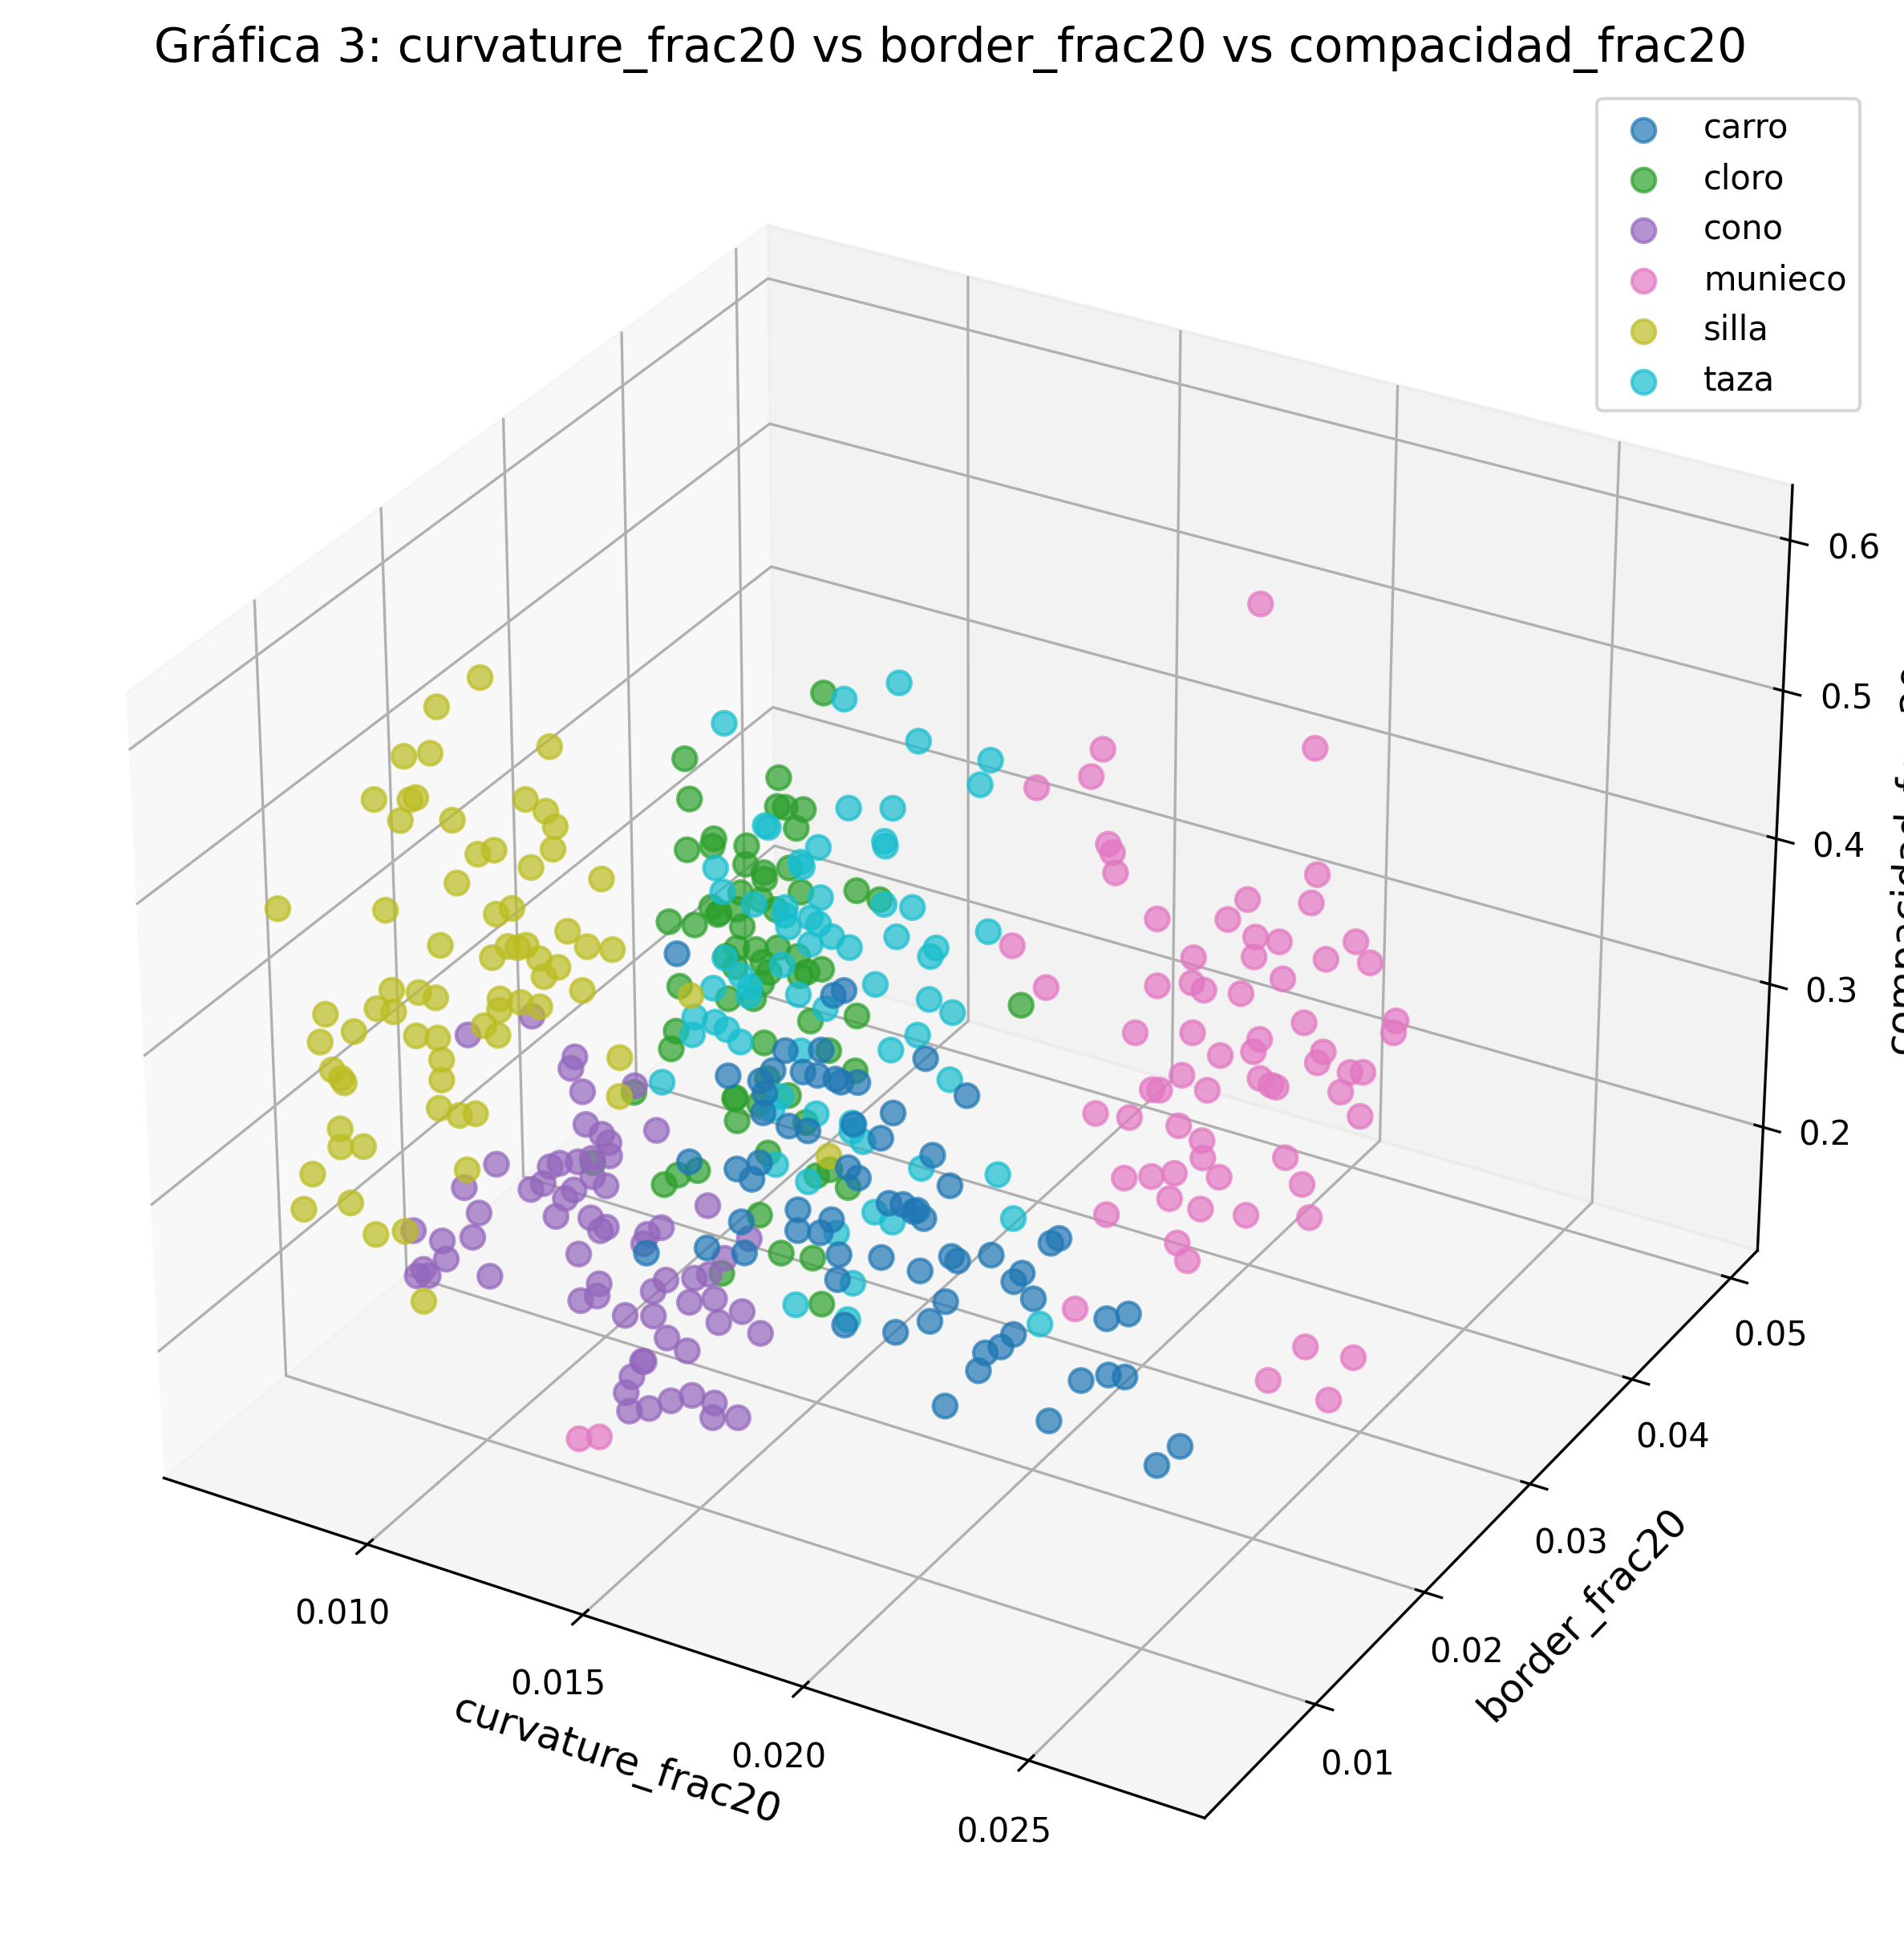 Gráfica 3: curvature_frac20 vs border_frac20 vs compacidad_frac20
carro
cloro
cono
munieco
silla
taza
0.6
0.5
0.4
0.3
0.2
0.05
0.04
0.03
0.02
0.01
border_frac20
0.010
0.015
0.020
0.025
curvature_frac20